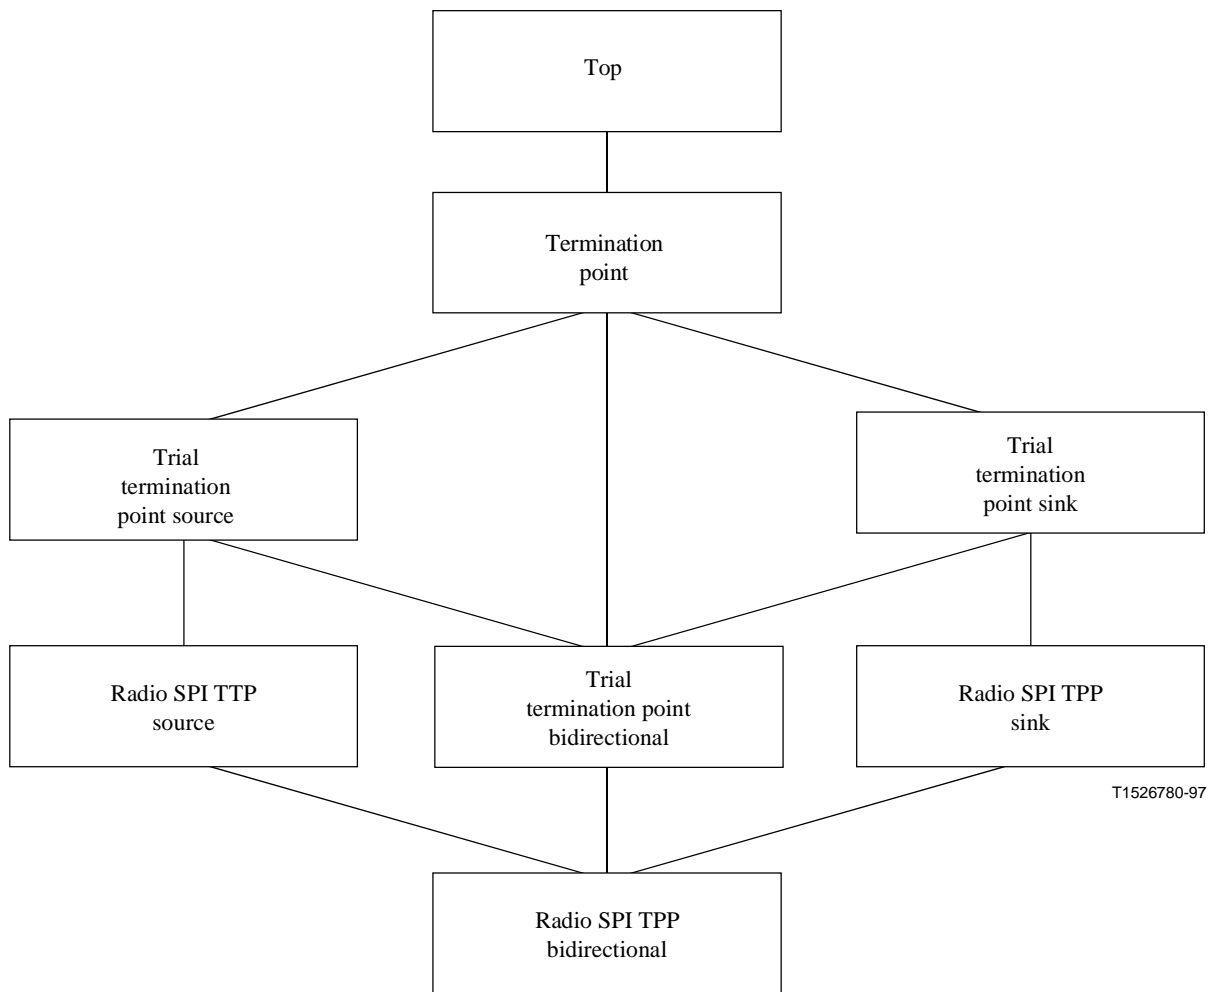 Top
Termination
point
Trial
termination
point source
Trial
termination
point sink
Radio SPI TTP
source
Trial
termination point
bidirectional
Radio SPI TPP
sink
T1526780-97
Radio SPI TPP
bidirectional